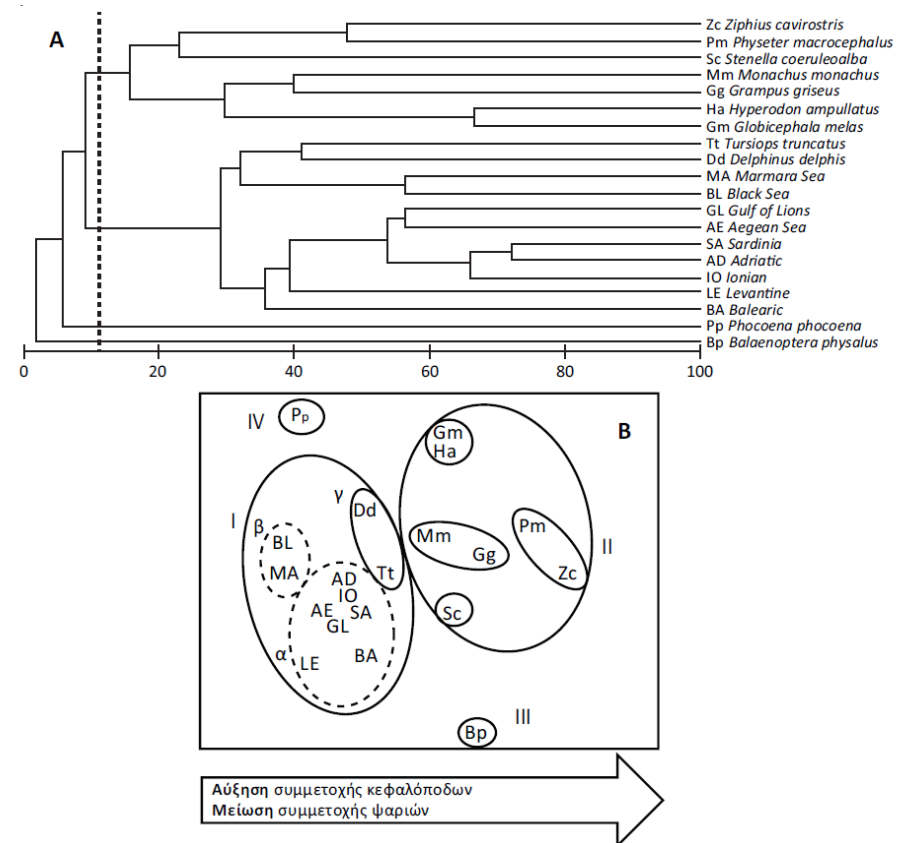 A
Zc Ziphius cavirostris
Pm Physeter macrocephalus
Sc Stenella coeruleoalba
Mm Monachus monachus
Gg Grampus griseus
Ha Hyperodon ampullatus
Gm Globicephala melas
Tt Tursiops truncatus
Dd Delphinus delphis
MA Marmara Sea
BL Black Sea
GL Gulf of Lions
AE Aegean Sea
SA Sardinia
AD Adriatic
IO Ionian
LE Levantine
BA Balearic
Pp Phocoena phocoena
Bp Balaenoptera physalus
0 20 40 60 80 100
IV Pp B
Gm
Ha
γ
I β Dd Pm
BL Mm II
MA Gg Zc
Tt
AD
IO
AE SA Sc
GL
α LE BA
III
Bp
Αύξηση συμμετοχής κεφαλόποδων
Μείωση συμμετοχής ψαριών